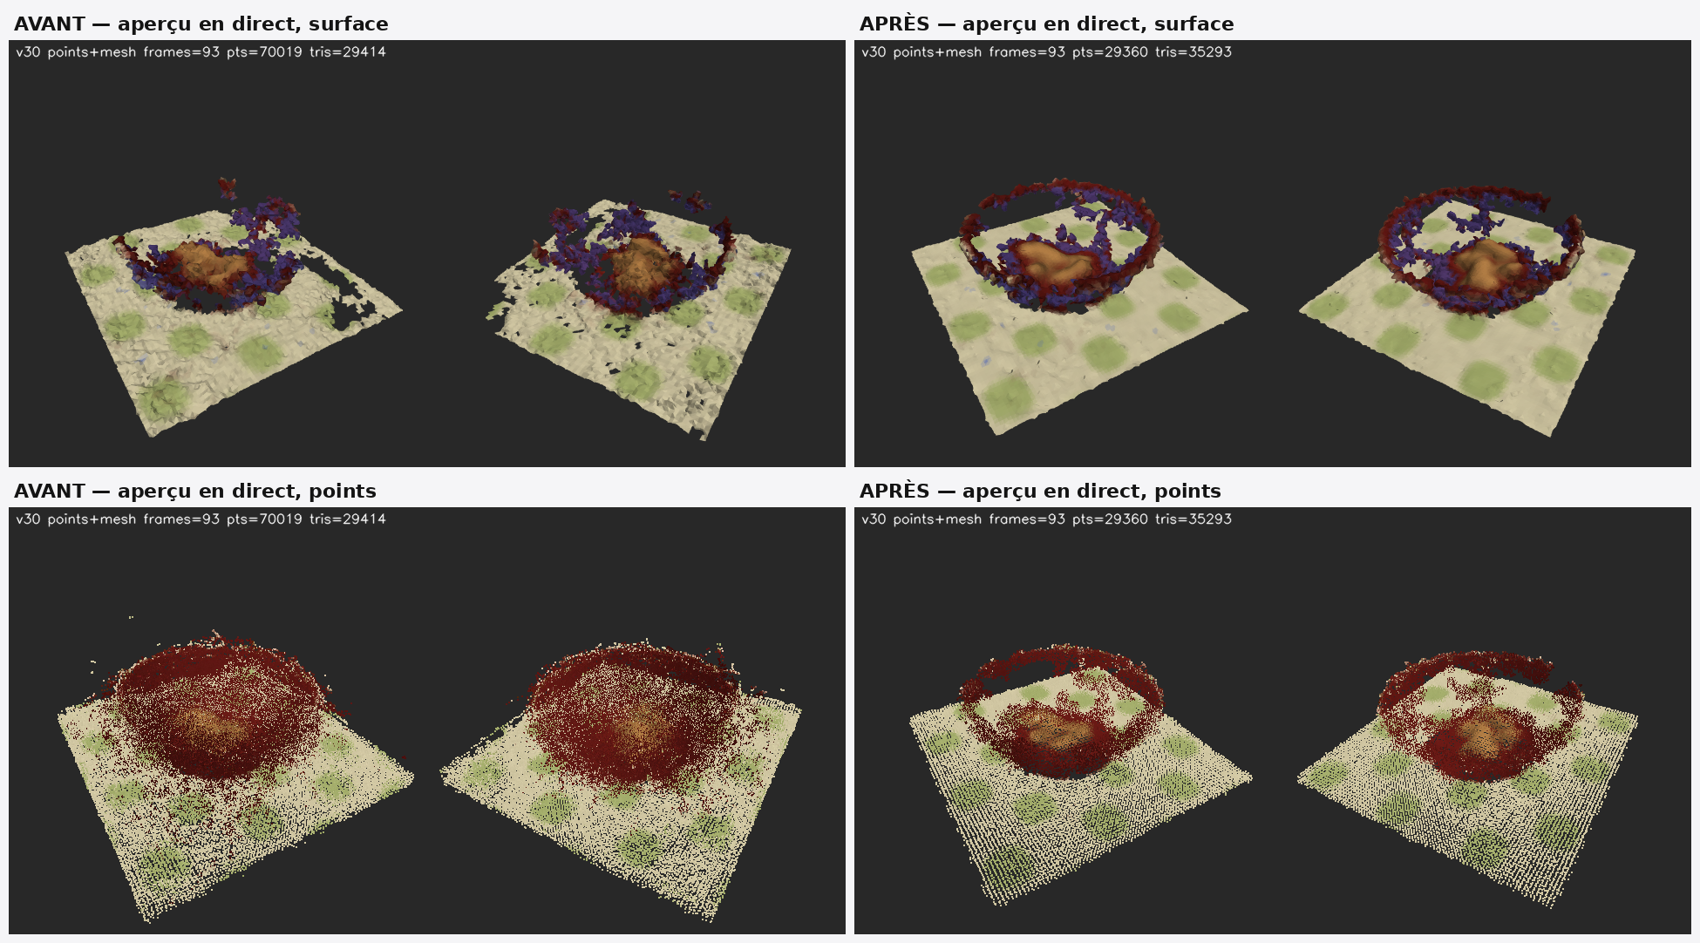 AVANT — aperçu en direct, surface
v30 points+mesh frames=93 pts=70019 tris=29414
APRÈS — aperçu en direct, surface
v30 points+mesh frames=93 pts=29360 tris=35293
AVANT — aperçu en direct, points
v30 points+mesh frames=93 pts=70019 tris=29414
APRÈS — aperçu en direct, points
v30 points+mesh frames=93 pts=29360 tris=35293